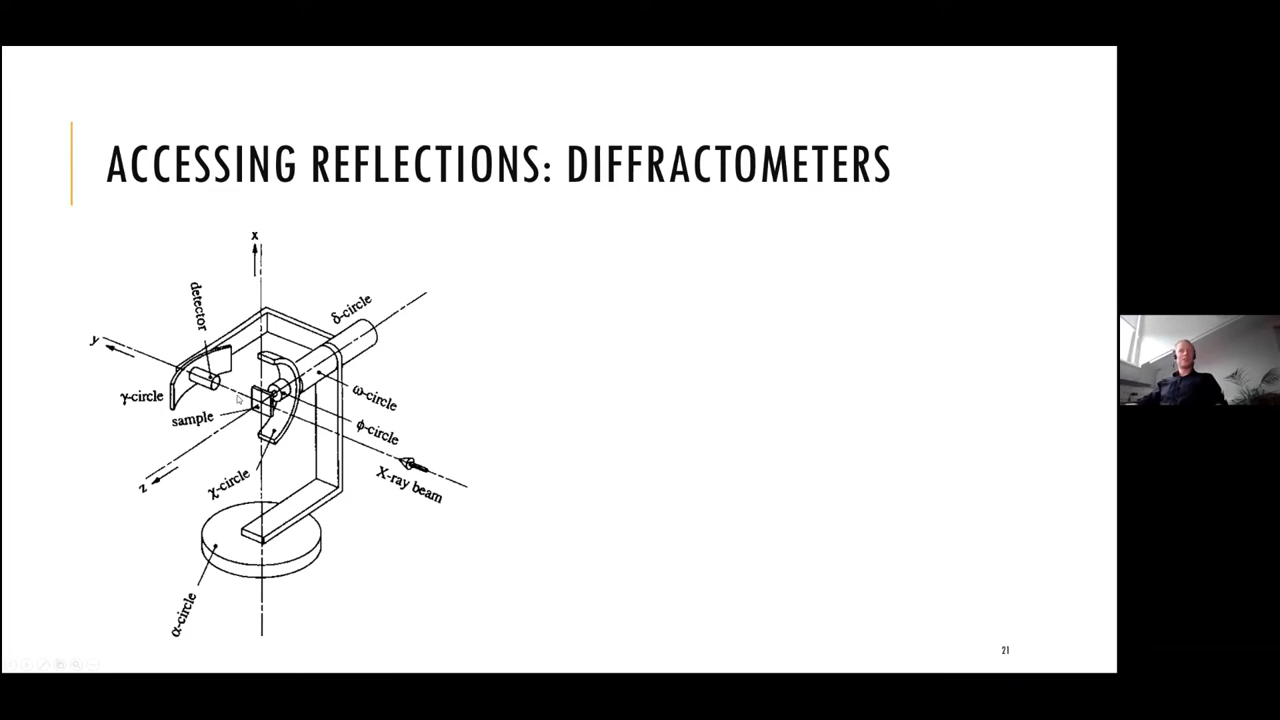 ACCESSING REFLECTIONS: DIFFRACTOMETERS
x
detector
δ-circle
y
γ-circle
ω-circle
sample
φ-circle
χ-circle
X-ray beam
z
α-circle
21